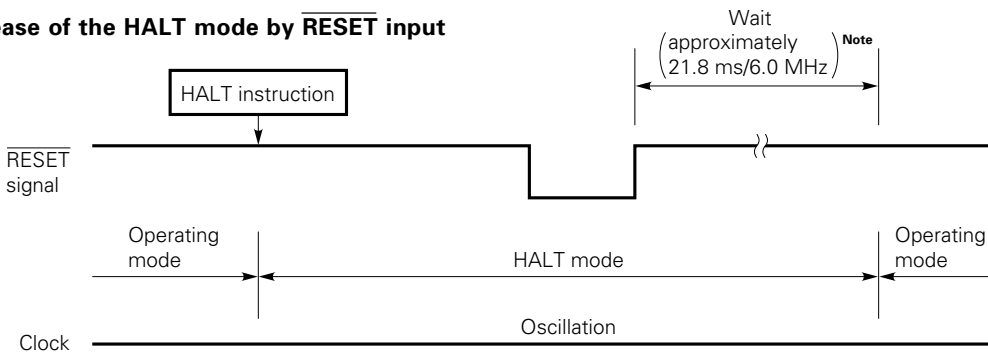 ease of the HALT mode by RESET input
Wait
(approximately
21.8 ms/6.0 MHz) Note
HALT instruction
RESET
signal
Operating
mode
HALT mode
Operating
mode
Oscillation
Clock